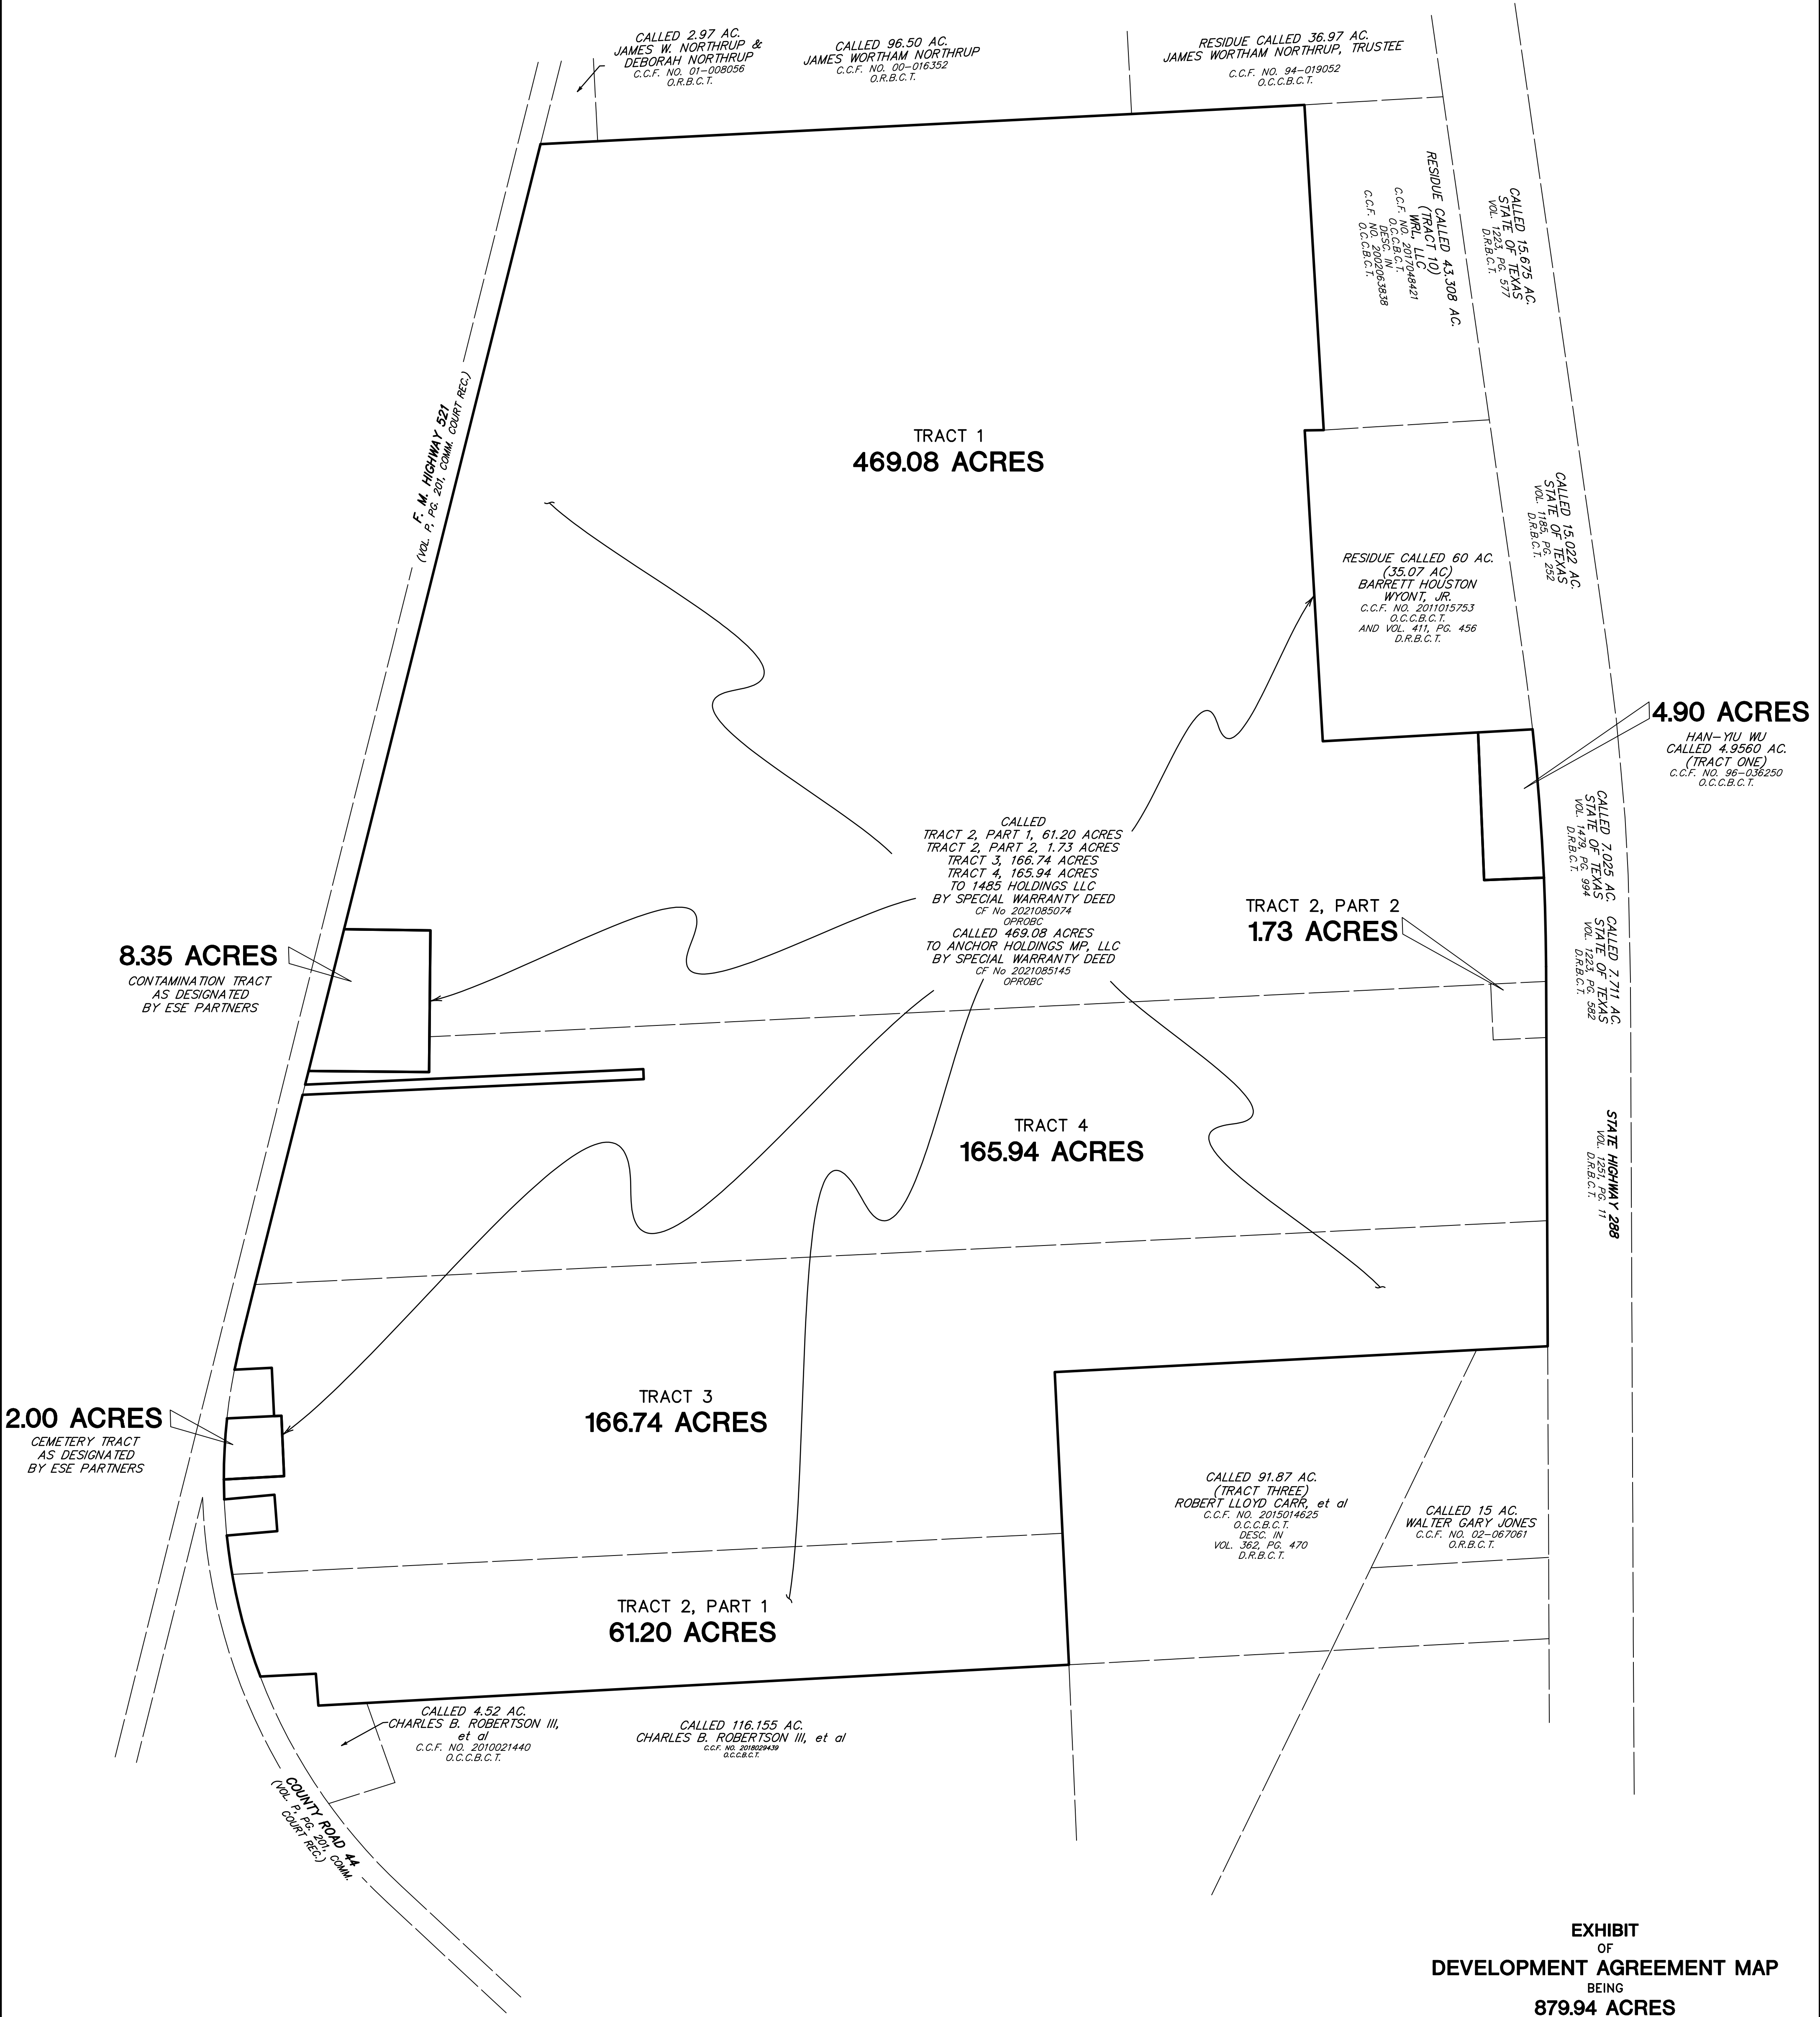 CALLED 2.97 AC.
JAMES W. NORTHRUP &
DEBORAH NORTHRUP
C.C.F. NO. 01-008056
O.R.B.C.T.
CALLED 96.50 AC.
JAMES WORTHAM NORTHRUP
C.C.F. NO. 00-016352
O.R.B.C.T.
RESIDUE CALLED 36.97 AC.
JAMES WORTHAM NORTHRUP, TRUSTEE
C.C.F. NO. 94-019052
O.C.C.B.C.T.
RESIDUE CALLED 43.308 AC.
(TRACT 10)
WRL, LLC
C.C.F. NO. 2017048421
O.C.C.B.C.T.
DESC. IN
C.C.F. NO. 2002063838
O.C.C.B.C.T.
CALLED 15.675 AC.
STATE OF TEXAS
VOL. 1223, PG. 577
D.R.B.C.T.
F. M. HIGHWAY 521
(VOL. P, PG. 201, COMM. COURT REC.)
TRACT 1
469.08 ACRES
CALLED 15.022 AC.
STATE OF TEXAS
VOL. 1185, PG. 252
D.R.B.C.T.
RESIDUE CALLED 60 AC.
(35.07 AC)
BARRETT HOUSTON
WYONT, JR.
C.C.F. NO. 2011015753
O.C.C.B.C.T.
AND VOL. 411, PG. 456
D.R.B.C.T.
4.90 ACRES
HAN-YIU WU
CALLED 4.9560 AC.
(TRACT ONE)
C.C.F. NO. 96-036250
O.C.C.B.C.T.
CALLED 7.025 AC.
STATE OF TEXAS
VOL. 1479, PG. 994
D.R.B.C.T.
CALLED
TRACT 2, PART 1, 61.20 ACRES
TRACT 2, PART 2, 1.73 ACRES
TRACT 3, 166.74 ACRES
TRACT 4, 165.94 ACRES
TO 1485 HOLDINGS LLC
BY SPECIAL WARRANTY DEED
CF No 2021085074
OPROBC
CALLED 469.08 ACRES
TO ANCHOR HOLDINGS MP, LLC
BY SPECIAL WARRANTY DEED
CF No 2021085145
OPROBC
TRACT 2, PART 2
1.73 ACRES
CALLED 7.711 AC.
STATE OF TEXAS
VOL. 1223, PG. 582
D.R.B.C.T.
8.35 ACRES
CONTAMINATION TRACT
AS DESIGNATED
BY ESE PARTNERS
TRACT 4
165.94 ACRES
STATE HIGHWAY 288
VOL. 1251, PG. 11
D.R.B.C.T.
2.00 ACRES
CEMETERY TRACT
AS DESIGNATED
BY ESE PARTNERS
TRACT 3
166.74 ACRES
CALLED 91.87 AC.
(TRACT THREE)
ROBERT LLOYD CARR, et al
C.C.F. NO. 2015014625
O.C.C.B.C.T.
DESC. IN
VOL. 362, PG. 470
D.R.B.C.T.
CALLED 15 AC.
WALTER GARY JONES
C.C.F. NO. 02-067061
O.R.B.C.T.
TRACT 2, PART 1
61.20 ACRES
CALLED 4.52 AC.
CHARLES B. ROBERTSON III,
et al
C.C.F. NO. 2010021440
O.C.C.B.C.T.
CALLED 116.155 AC.
CHARLES B. ROBERTSON III, et al
C.C.F. NO. 2018029439
O.C.C.B.C.T.
COUNTY ROAD 44
(VOL. P, PG. 201, COMM.
COURT REC.)
EXHIBIT
OF
DEVELOPMENT AGREEMENT MAP
BEING
879.94 ACRES